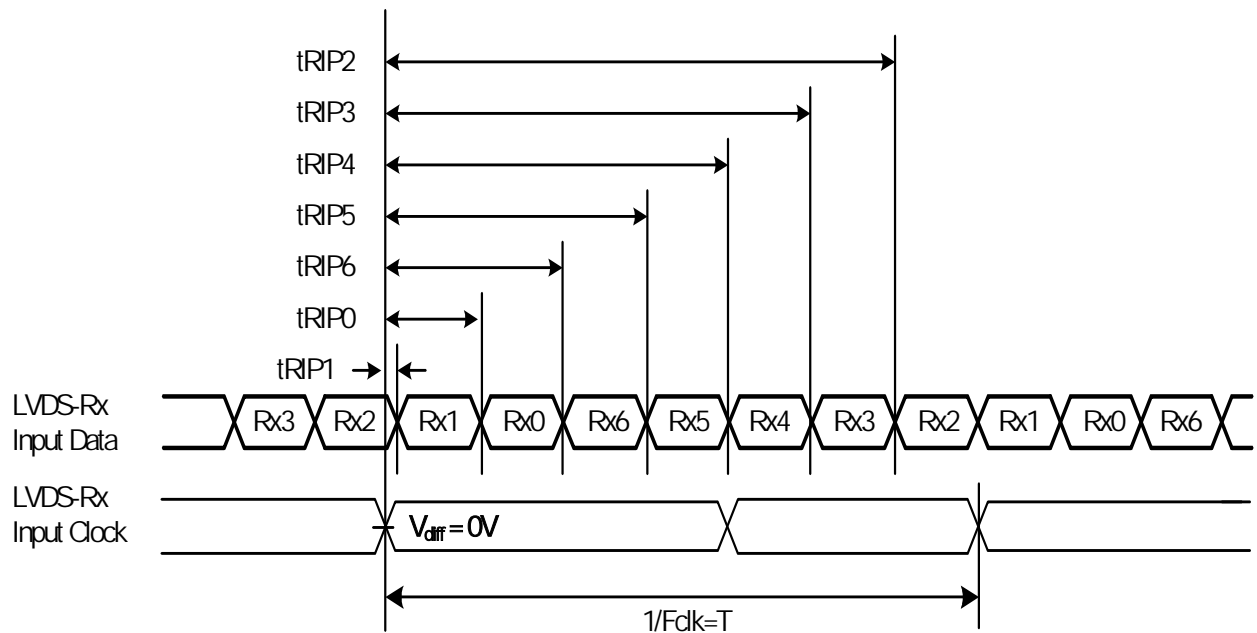 tRIP2
tRIP3
tRIP4
tRIP5
tRIP6
tRIP0
tRIP1
LVDS-Rx
Input Data
Rx3 Rx2 Rx1 Rx0 Rx6 Rx5 Rx4 Rx3 Rx2 Rx1 Rx0 Rx6
LVDS-Rx
Input Clock
Vdiff = 0V
1/Fclk=T